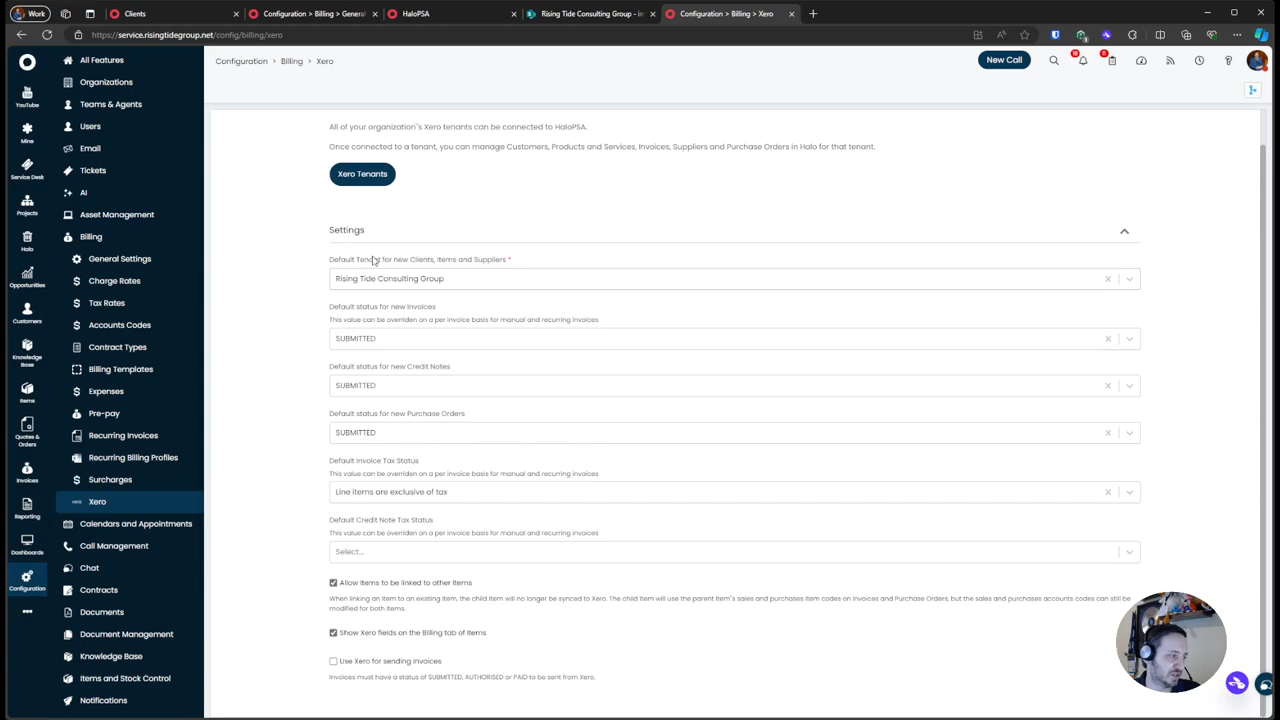 Work
Clients
Configuration > Billing > General
HaloPSA
Rising Tide Consulting Group - in
Configuration > Billing > Xero
https://service.risingtidegroup.net/config/billing/xero
YouTube
Mine
Service Desk
Projects
Halo
Opportunities
Customers
Knowledge Base
Items
Quotes & Orders
Invoices
Reporting
Dashboards
Configuration
All Features
Organizations
Teams & Agents
Users
Email
Tickets
AI
Asset Management
Billing
General Settings
Charge Rates
Tax Rates
Accounts Codes
Contract Types
Billing Templates
Expenses
Pre-pay
Recurring Invoices
Recurring Billing Profiles
Surcharges
Xero
Calendars and Appointments
Call Management
Chat
Contracts
Documents
Document Management
Knowledge Base
Items and Stock Control
Notifications
Configuration > Billing > Xero
New Call
All of your organization's Xero tenants can be connected to HaloPSA.
Once connected to a tenant, you can manage Customers, Products and Services, Invoices, Suppliers and Purchase Orders in Halo for that tenant.
Xero Tenants
Settings
Default Tenant for new Clients, Items and Suppliers *
Rising Tide Consulting Group
Default status for new Invoices
This value can be overriden on a per invoice basis for manual and recurring invoices
SUBMITTED
Default status for new Credit Notes
SUBMITTED
Default status for new Purchase Orders
SUBMITTED
Default Invoice Tax Status
This value can be overriden on a per invoice basis for manual and recurring invoices
Line items are exclusive of tax
Default Credit Note Tax Status
This value can be overriden on a per invoice basis for manual and recurring invoices
Select...
Allow Items to be linked to other Items
When linking an item to an existing item, the child item will no longer be synced to Xero. The child item will use the parent item's sales and purchases item codes on Invoices and Purchase Orders, but the sales and purchases accounts codes can still be
modified for both items.
Show Xero fields on the Billing tab of Items
Use Xero for sending Invoices
Invoices must have a status of SUBMITTED, AUTHORISED or PAID to be sent from Xero.